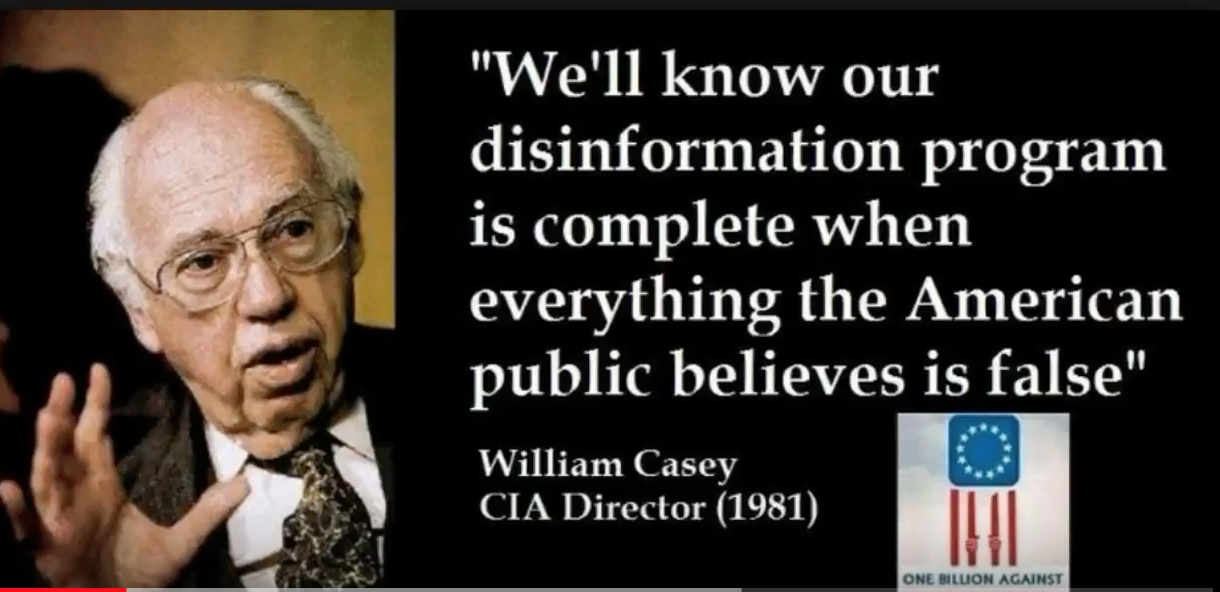 "We'll know our
disinformation program
is complete when
everything the American
public believes is false"
William Casey
CIA Director (1981)
ONE BILLION AGAINST